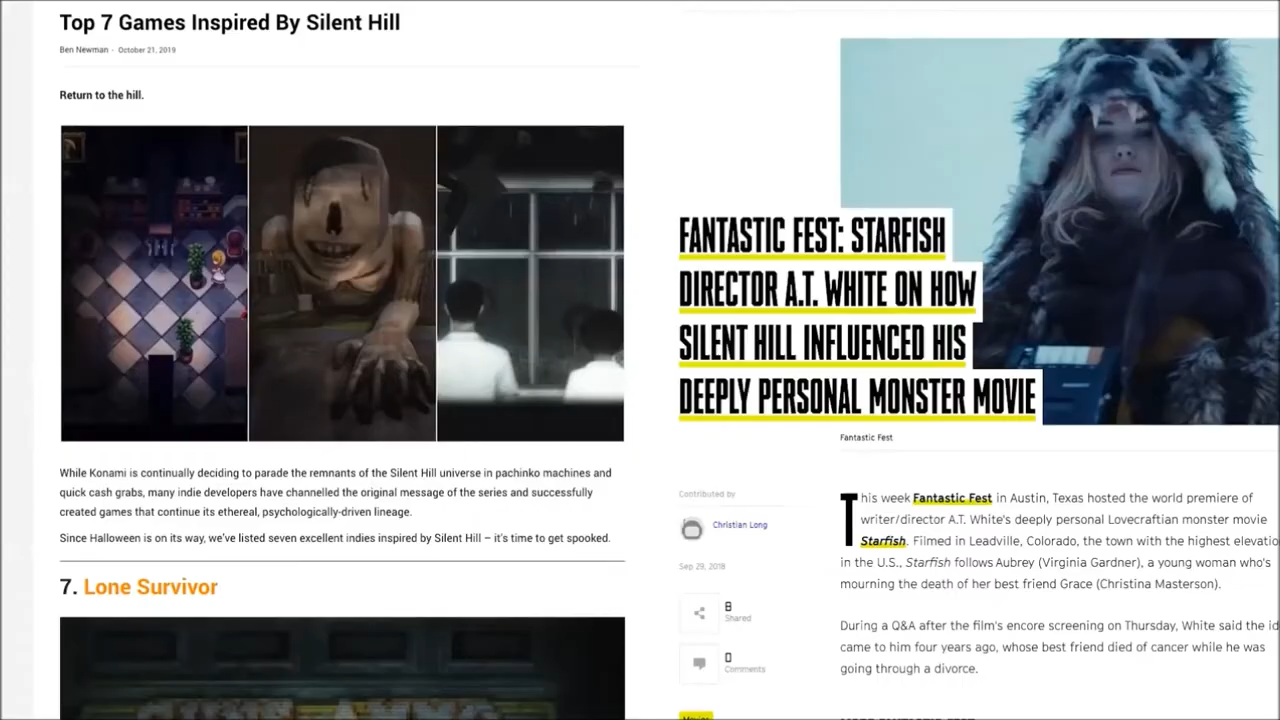 Top 7 Games Inspired By Silent Hill
Ben Newman - October 21, 2019
Return to the hill.
While Konami is continually deciding to parade the remnants of the Silent Hill universe in pachinko machines and
quick cash grabs, many indie developers have channelled the original message of the series and successfully
created games that continue its ethereal, psychologically-driven lineage.
Since Halloween is on its way, we've listed seven excellent indies inspired by Silent Hill – it's time to get spooked.
7. Lone Survivor
FANTASTIC FEST: STARFISH
DIRECTOR A.T. WHITE ON HOW
SILENT HILL INFLUENCED HIS
DEEPLY PERSONAL MONSTER MOVIE
Fantastic Fest
Contributed by
Christian Long
Sep 29, 2018
8
Shared
0
Comments
Movies
This week Fantastic Fest in Austin, Texas hosted the world premiere of
writer/director A.T. White's deeply personal Lovecraftian monster movie
Starfish. Filmed in Leadville, Colorado, the town with the highest elevatio
in the U.S., Starfish follows Aubrey (Virginia Gardner), a young woman who's
mourning the death of her best friend Grace (Christina Masterson).
During a Q&A after the film's encore screening on Thursday, White said the id
came to him four years ago, whose best friend died of cancer while he was
going through a divorce.